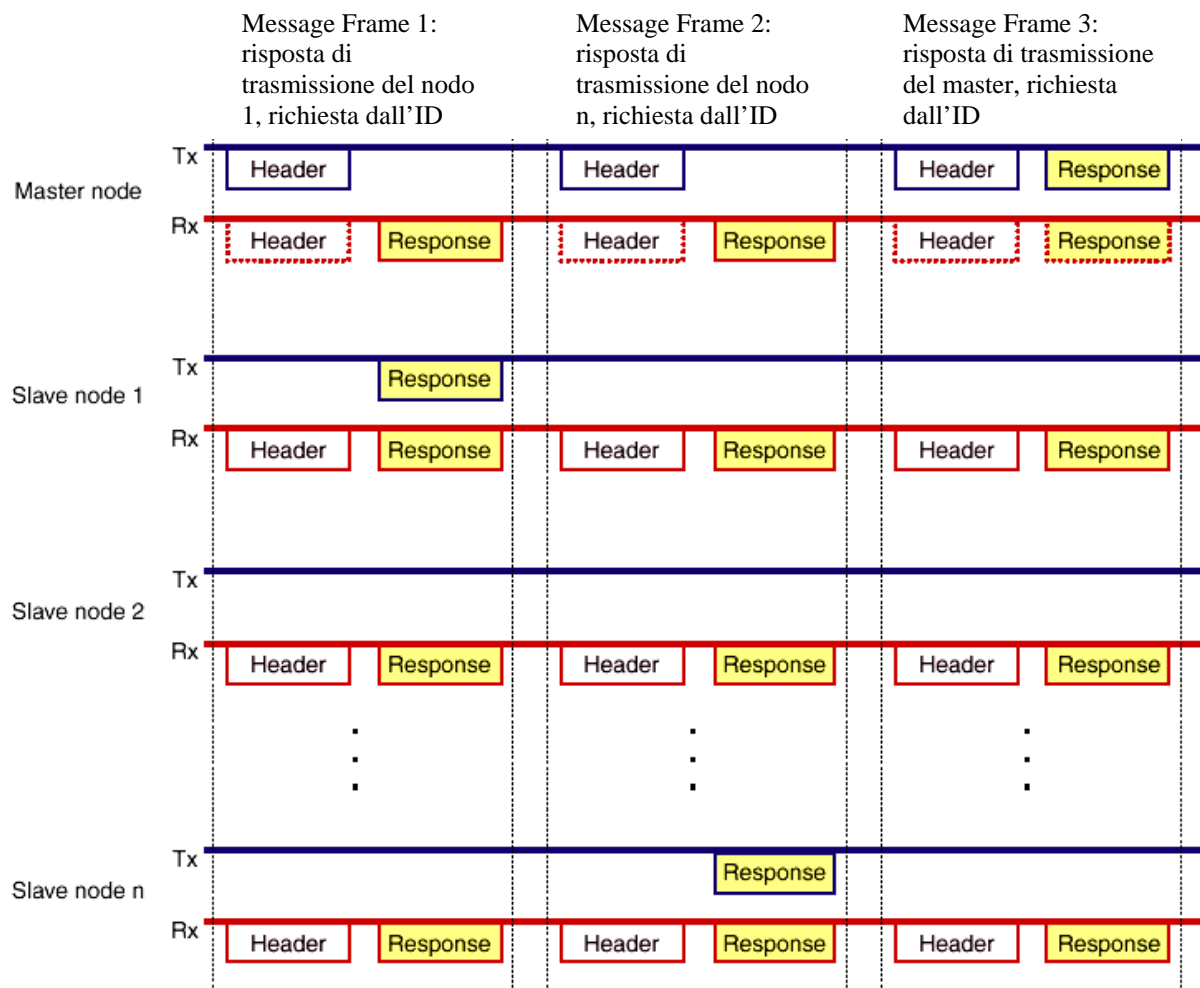 Message Frame 1:
risposta di
trasmissione del nodo
1, richiesta dall'ID
Message Frame 2:
risposta di
trasmissione del nodo
n, richiesta dall'ID
Message Frame 3:
risposta di trasmissione
del master, richiesta
dall'ID
Master node
Tx
Header
Header
Header Response
Rx
Header Response
Header Response
Header Response
Slave node 1
Tx
Response
Rx
Header Response
Header Response
Header Response
Slave node 2
Tx
Rx
Header Response
Header Response
Header Response
Slave node n
Tx
Response
Rx
Header Response
Header Response
Header Response